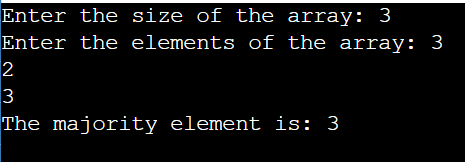 Enter the size of the array: 3
Enter the elements of the array: 3
2
3
The majority element is: 3